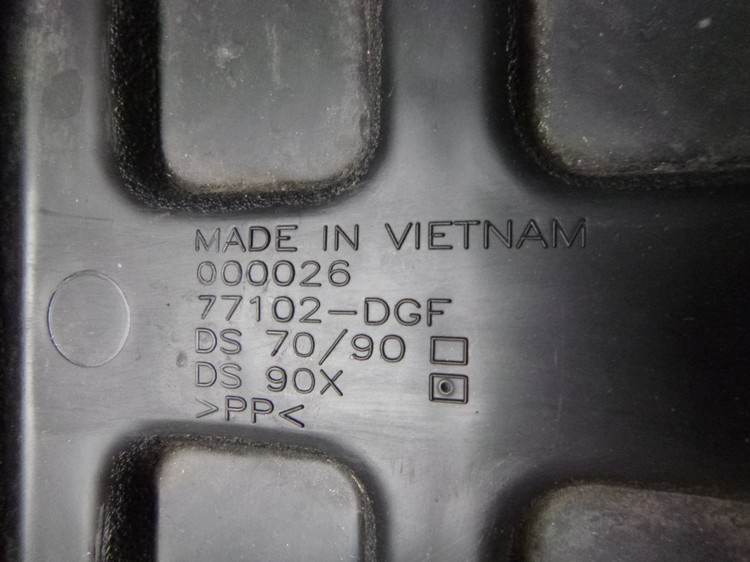 MADE IN VIETNAM
000026
77102-DGF
DS 70/90
DS 90X
>PP<